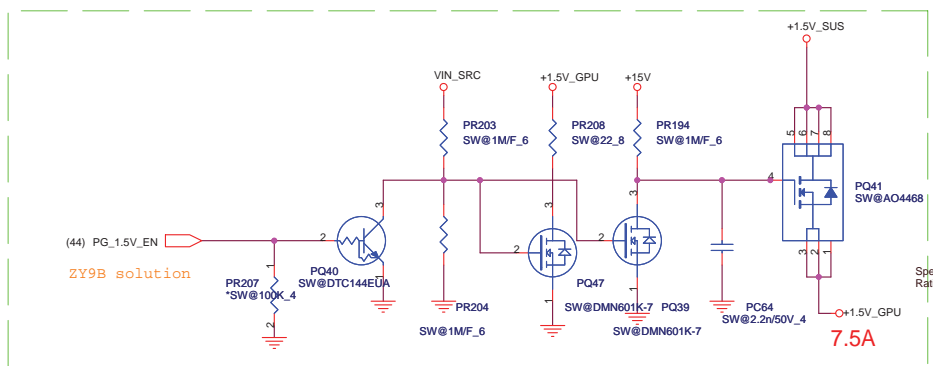 +1.5V_SUS
VIN_SRC
+1.5V_GPU
+15V
PR203
SW@1M/F_6
PR208
SW@22_8
PR194
SW@1M/F_6
5
6
7
8
4
PQ41
SW@AO4468
3
2
1
3
2
1
PQ40
SW@DTC144EUA
(44) PG_1.5V_EN
ZY9B solution
1
2
PR207
*SW@100K_4
PR204
SW@1M/F_6
3
2
1
PQ47
SW@DMN601K-7
3
2
1
PQ39
SW@DMN601K-7
PC64
SW@2.2n/50V_4
Spe
Rat
+1.5V_GPU
7.5A